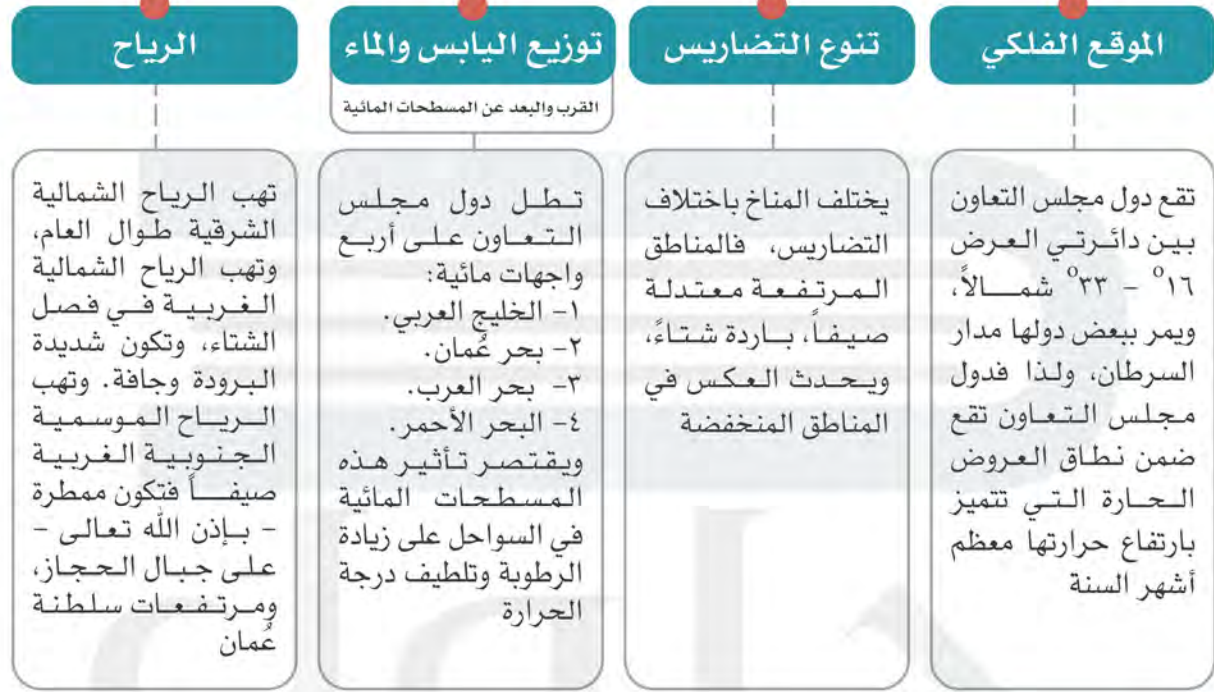 الموقع الفلكي
تقع دول مجلس التعاون
بين دائرتي العرض
١٦° - ٣٣° شمالاً،
ويمر ببعض دولها مدار
السرطان، ولذا فدول
مجلس التعاون تقع
ضمن نطاق العروض
الحارة التي تتميز
بارتفاع حرارتها معظم
أشهر السنة
تنوع التضاريس
يختلف المناخ باختلاف
التضاريس، فالمناطق
المرتفعة معتدلة
صيفاً، باردة شتاءً،
ويحدث العكس في
المناطق المنخفضة
توزيع اليابس والماء
القرب والبعد عن المسطحات المائية
تطل دول مجلس
التعاون على أربع
واجهات مائية:
١- الخليج العربي.
٢- بحر عُمان.
٣- بحر العرب.
٤- البحر الأحمر.
ويقتصر تأثير هذه
المسطحات المائية
في السواحل على زيادة
الرطوبة وتلطيف درجة
الحرارة
الرياح
تهب الرياح الشمالية
الشرقية طوال العام،
وتهب الرياح الشمالية
الغربية في فصل
الشتاء، وتكون شديدة
البرودة وجافة. وتهب
الرياح الموسمية
الجنوبية الغربية
صيفاً فتكون ممطرة
- بإذن الله تعالى -
على جبال الحجاز،
ومرتفعات سلطنة
عُمان